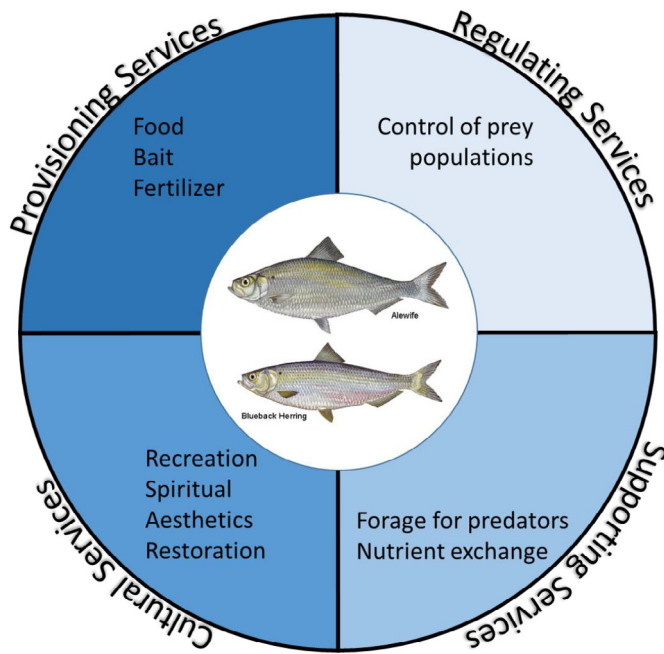 Provisioning Services
Food
Bait
Fertilizer
Regulating Services
Control of prey
populations
Alewife
Blueback Herring
Cultural Services
Recreation
Spiritual
Aesthetics
Restoration
Supporting Services
Forage for predators
Nutrient exchange